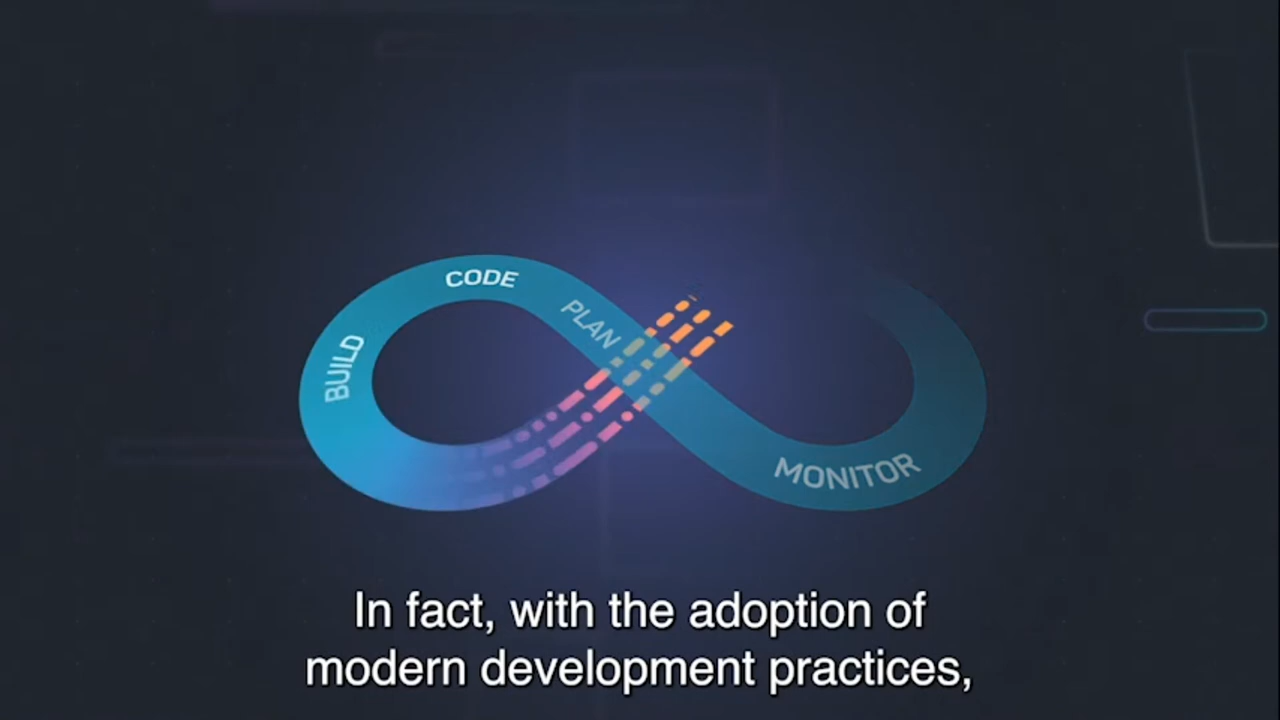 CODE
PLAN
BUILD
MONITOR
In fact, with the adoption of
modern development practices,